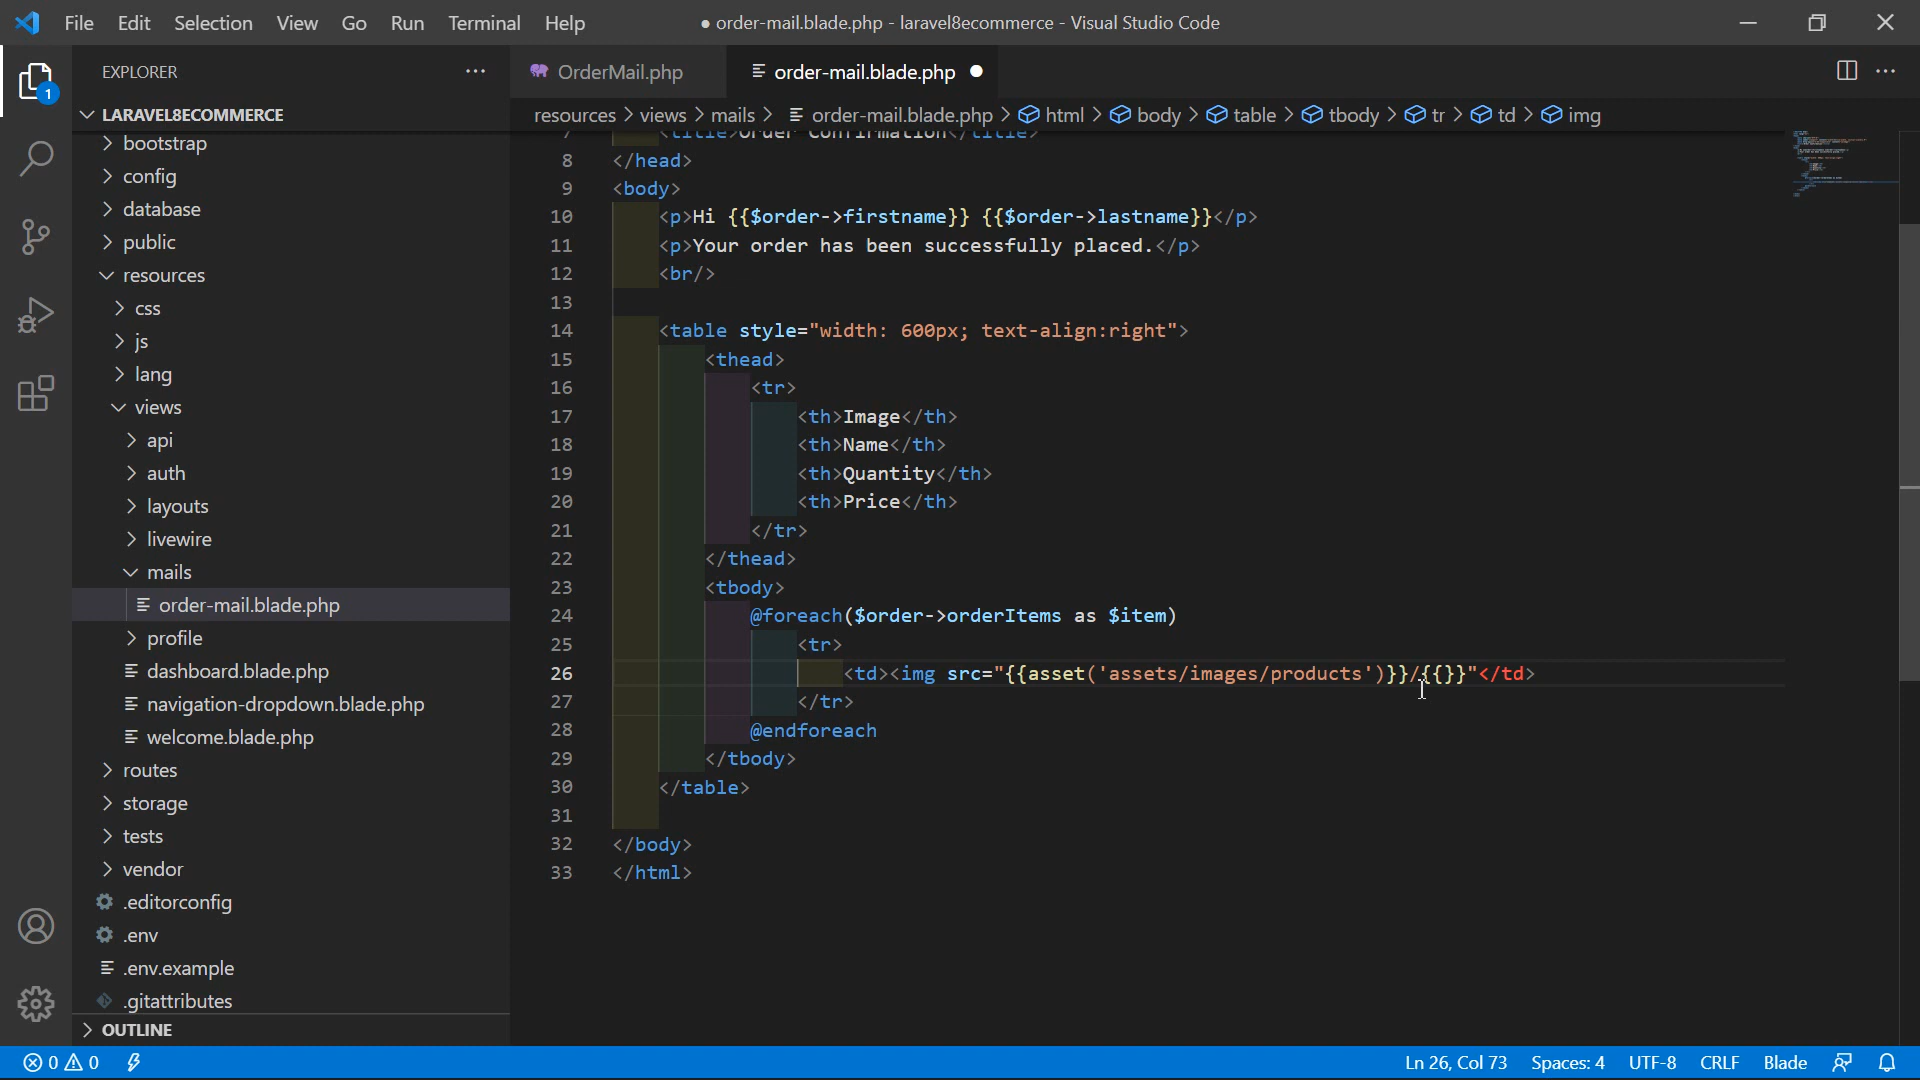 File Edit Selection View Go Run Terminal Help ● order-mail.blade.php - laravel8ecommerce - Visual Studio Code
EXPLORER ···
OrderMail.php order-mail.blade.php ●
1
LARAVEL8ECOMMERCE
resources > views > mails > order-mail.blade.php > html > body > table > tbody > tr > td > img
bootstrap
config
database
public
resources
css
js
lang
views
api
auth
layouts
livewire
mails
order-mail.blade.php
profile
dashboard.blade.php
navigation-dropdown.blade.php
welcome.blade.php
routes
storage
tests
vendor
.editorconfig
.env
.env.example
.gitattributes
OUTLINE
7 <title>Order Confirmation</title>
8 </head>
9 <body>
10 <p>Hi {{$order->firstname}} {{$order->lastname}}</p>
11 <p>Your order has been successfully placed.</p>
12 <br/>
13
14 <table style="width: 600px; text-align:right">
15 <thead>
16 <tr>
17 <th>Image</th>
18 <th>Name</th>
19 <th>Quantity</th>
20 <th>Price</th>
21 </tr>
22 </thead>
23 <tbody>
24 @foreach($order->orderItems as $item)
25 <tr>
26 <td><img src="{{asset('assets/images/products')}}/{{}}"</td>
27 </tr>
28 @endforeach
29 </tbody>
30 </table>
31
32 </body>
33 </html>
0 0 Ln 26, Col 73 Spaces: 4 UTF-8 CRLF Blade